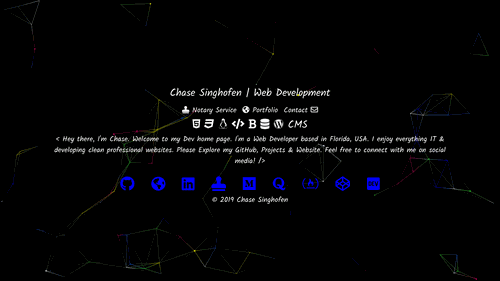 Chase Singhofen | Web Development
Notary Service Portfolio Contact
CMS
< Hey there, I'm Chase. Welcome to my Dev home page. I'm a Web Developer based in Florida, USA. I enjoy everything IT &
developing clean professional websites. Please Explore my GitHub, Projects & Website. Feel free to connect with me on social
media! />
© 2019 Chase Singhofen